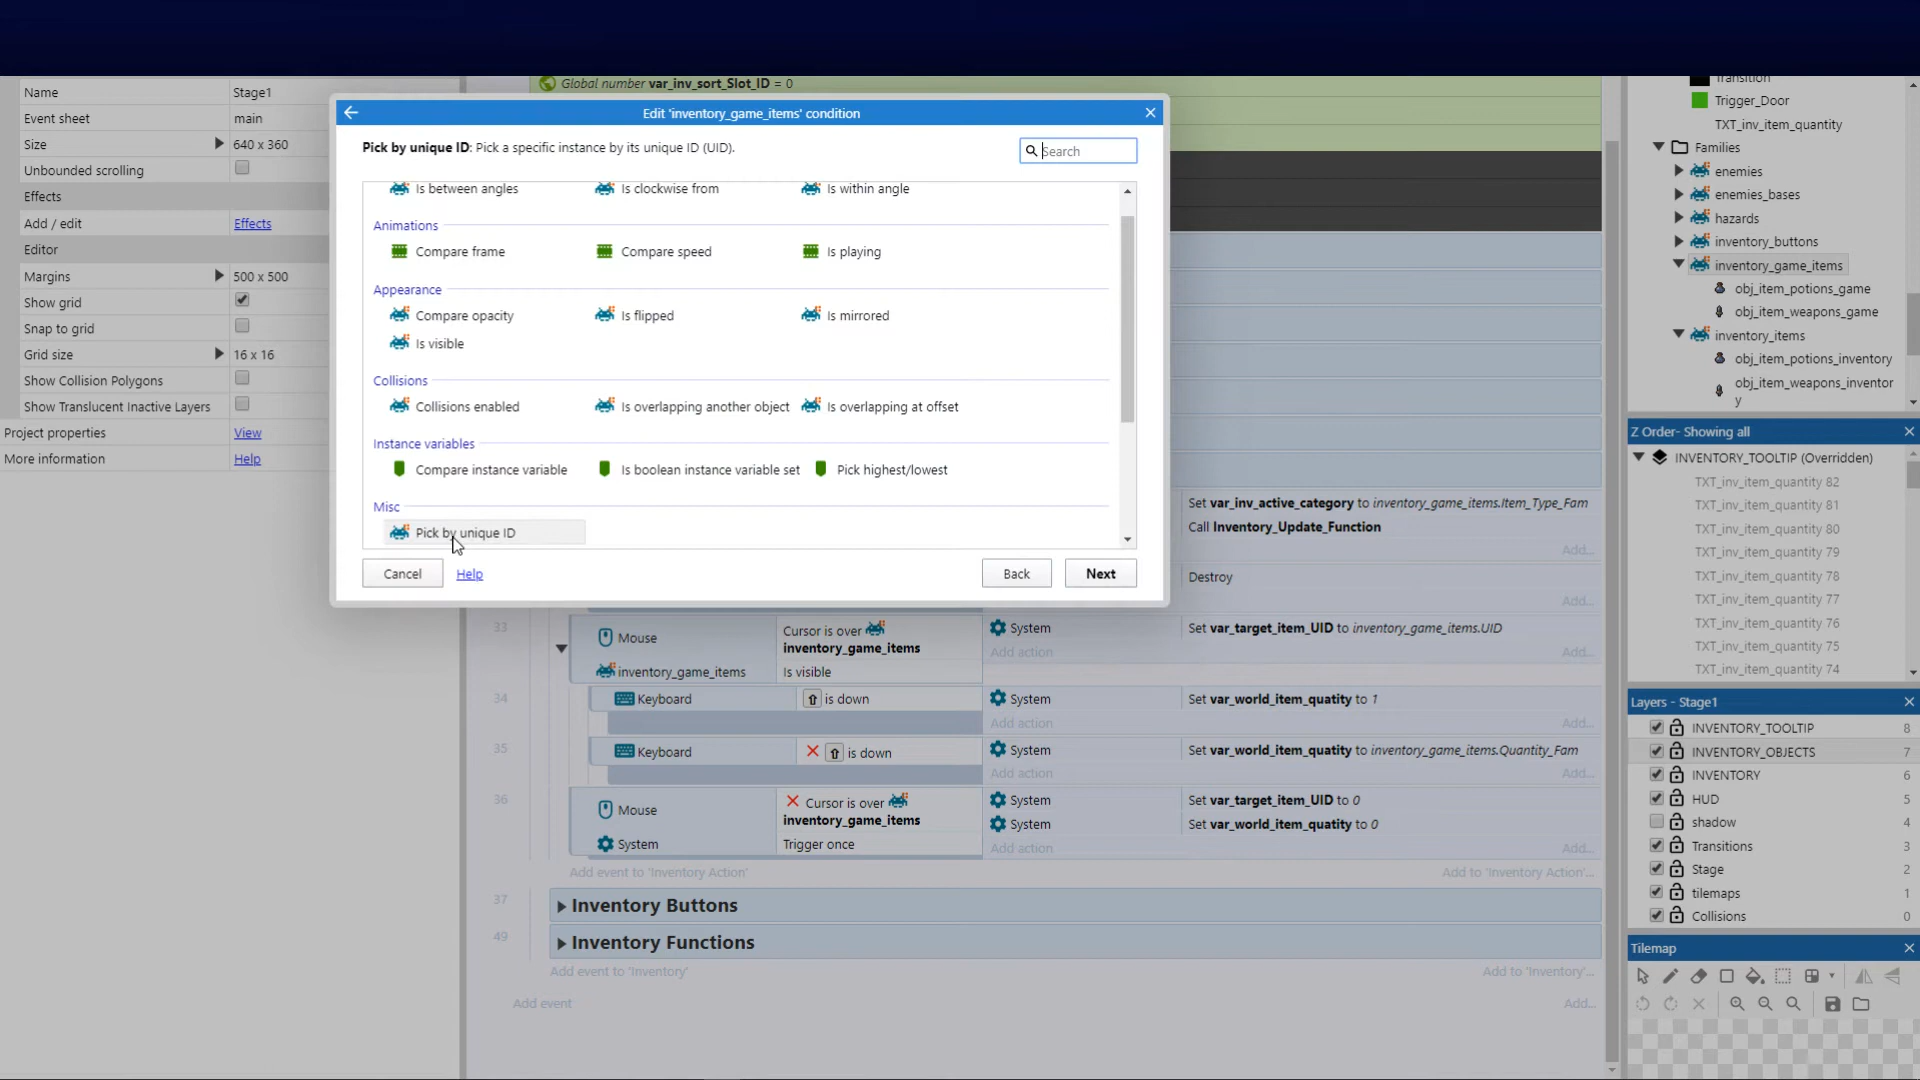 Name Stage1
Event sheet main
Size 640 x 360
Unbounded scrolling
Effects
Add / edit Effects
Editor
Margins 500 x 500
Show grid
Snap to grid
Grid size 16 x 16
Show Collision Polygons
Show Translucent Inactive Layers
Project properties View
More information Help
Global number var_inv_sort_Slot_ID = 0
Edit 'inventory_game_items' condition
Pick by unique ID: Pick a specific instance by its unique ID (UID).
Search
Is between angles Is clockwise from Is within angle
Animations
Compare frame Compare speed Is playing
Appearance
Compare opacity Is flipped Is mirrored
Is visible
Collisions
Collisions enabled Is overlapping another object Is overlapping at offset
Instance variables
Compare instance variable Is boolean instance variable set Pick highest/lowest
Misc
Pick by unique ID
Cancel Help Back Next
Set var_inv_active_category to inventory_game_items.Item_Type_Fam
Call Inventory_Update_Function
Add...
Destroy
Add...
33 Mouse Cursor is over inventory_game_items System Set var_target_item_UID to inventory_game_items.UID
Add action Add...
inventory_game_items Is visible
34 Keyboard is down System Set var_world_item_quatity to 1
Add action Add...
35 Keyboard is down System Set var_world_item_quatity to inventory_game_items.Quantity_Fam
Add action Add...
36 Mouse Cursor is over inventory_game_items System Set var_target_item_UID to 0
System Set var_world_item_quatity to 0
System Trigger once Add action Add...
Add event to 'Inventory Action' Add to 'Inventory Action'...
37 Inventory Buttons
49 Inventory Functions
Add event to 'Inventory' Add to 'Inventory'...
Add event Add...
Transition
Trigger_Door
TXT_inv_item_quantity
Families
enemies
enemies_bases
hazards
inventory_buttons
inventory_game_items
obj_item_potions_game
obj_item_weapons_game
inventory_items
obj_item_potions_inventory
obj_item_weapons_inventor
y
Z Order- Showing all
INVENTORY_TOOLTIP (Overridden)
TXT_inv_item_quantity 82
TXT_inv_item_quantity 81
TXT_inv_item_quantity 80
TXT_inv_item_quantity 79
TXT_inv_item_quantity 78
TXT_inv_item_quantity 77
TXT_inv_item_quantity 76
TXT_inv_item_quantity 75
TXT_inv_item_quantity 74
Layers - Stage1
INVENTORY_TOOLTIP 8
INVENTORY_OBJECTS 7
INVENTORY 6
HUD 5
shadow 4
Transitions 3
Stage 2
tilemaps 1
Collisions 0
Tilemap